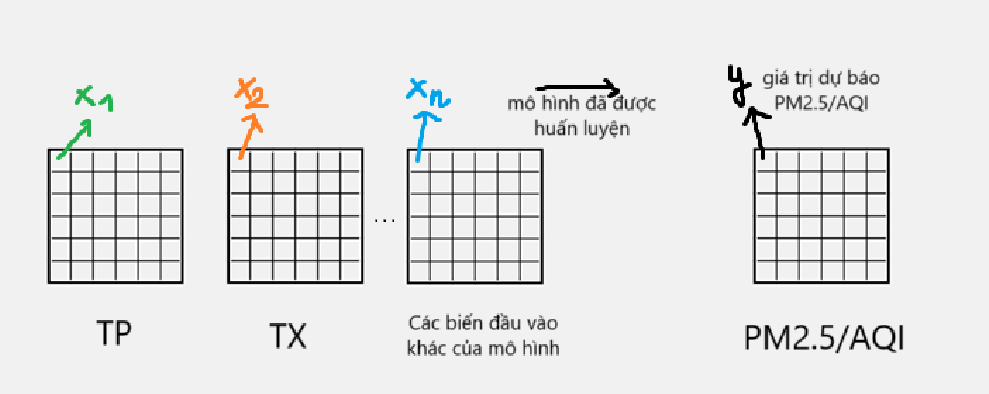 x1
x2
xn
mô hình đã được
huấn luyện
y
giá trị dự báo
PM2.5/AQI
...
TP
TX
Các biến đầu vào
khác của mô hình
PM2.5/AQI